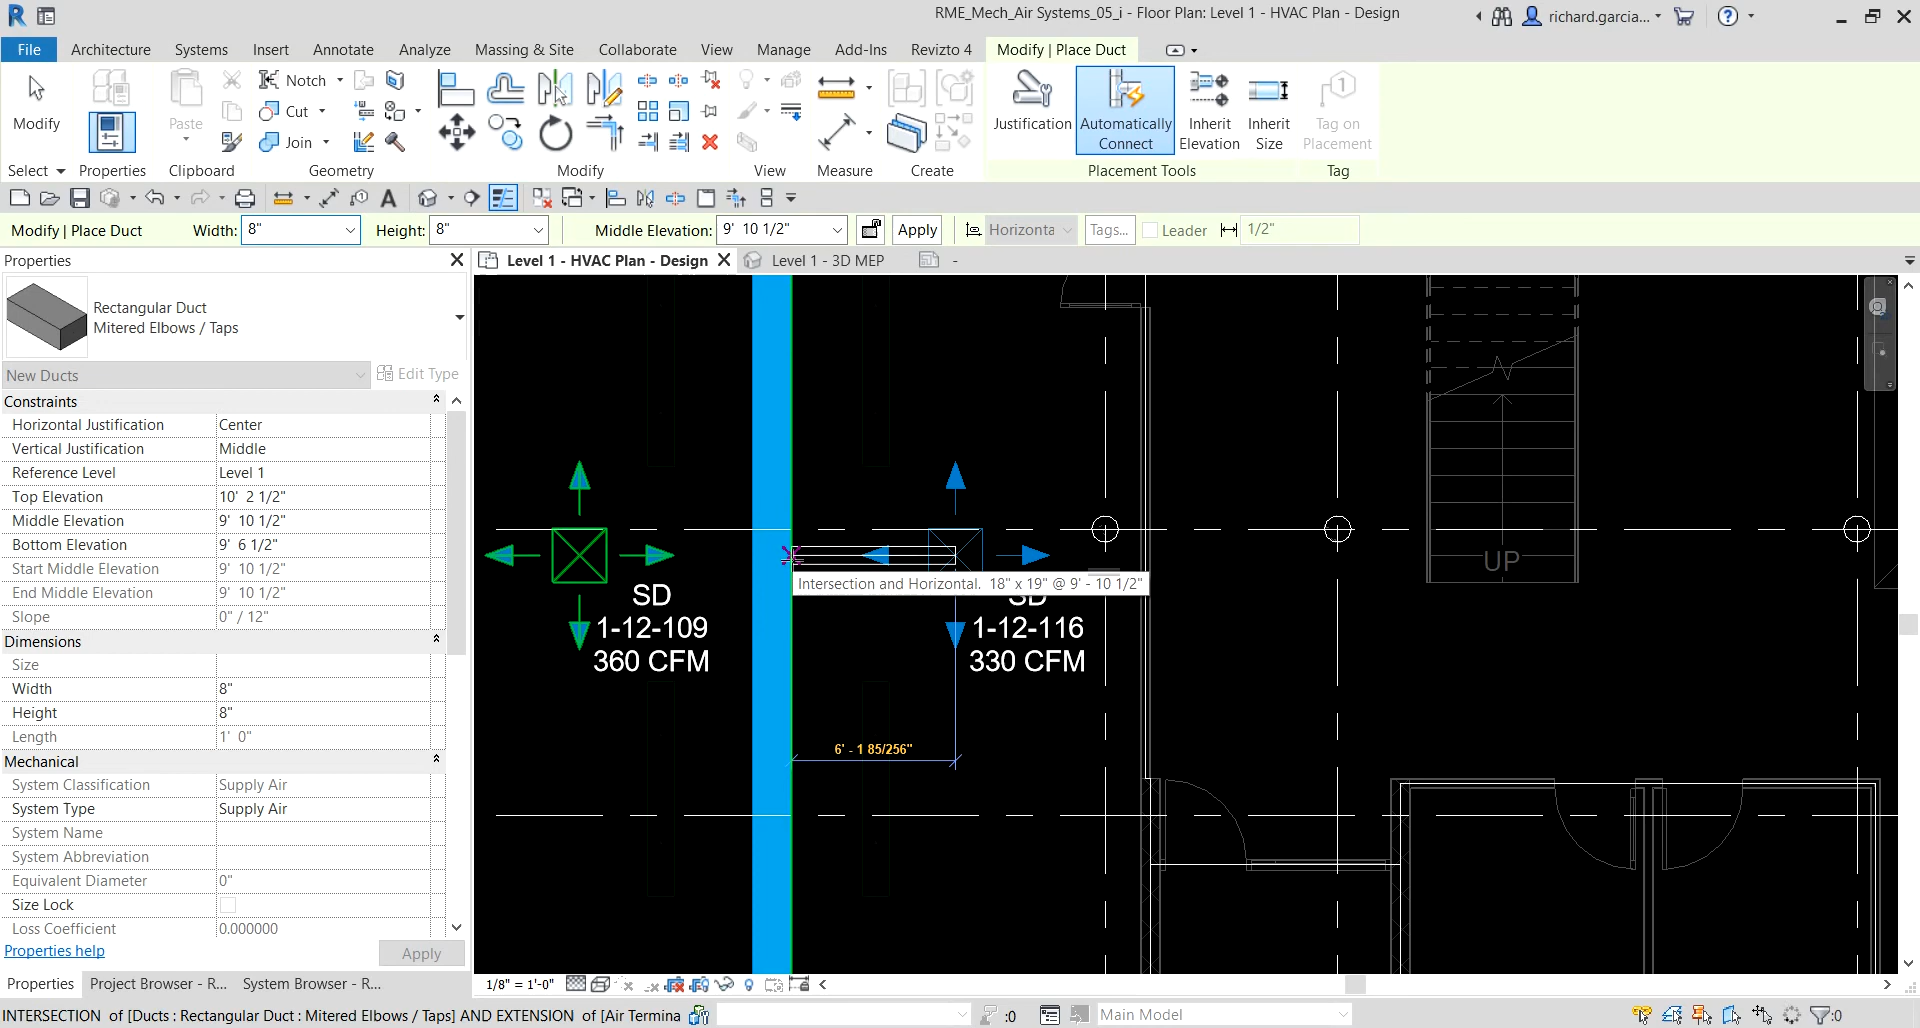 RME_Mech_Air Systems_05_i - Floor Plan: Level 1 - HVAC Plan - Design
richard.garcia...
File Architecture Systems Insert Annotate Analyze Massing & Site Collaborate View Manage Add-Ins Revizto 4 Modify | Place Duct
Modify
Paste
Notch
Cut
Join
Justification
Automatically Connect
Inherit Elevation
Inherit Size
Tag on Placement
Select Properties Clipboard Geometry Modify View Measure Create Placement Tools Tag
Modify | Place Duct Width: 8" Height: 8" Middle Elevation: 9' 10 1/2" Apply Horizonta Tags... Leader 1/2"
Properties
Level 1 - HVAC Plan - Design Level 1 - 3D MEP -
Rectangular Duct
Mitered Elbows / Taps
New Ducts Edit Type
Constraints
Horizontal Justification Center
Vertical Justification Middle
Reference Level Level 1
Top Elevation 10' 2 1/2"
Middle Elevation 9' 10 1/2"
Bottom Elevation 9' 6 1/2"
Start Middle Elevation 9' 10 1/2"
End Middle Elevation 9' 10 1/2"
Slope 0" / 12"
Dimensions
Size
Width 8"
Height 8"
Length 1' 0"
Mechanical
System Classification Supply Air
System Type Supply Air
System Name
System Abbreviation
Equivalent Diameter 0"
Size Lock
Loss Coefficient 0.000000
Properties help Apply
Properties Project Browser - R... System Browser - R...
Intersection and Horizontal. 18" x 19" @ 9' - 10 1/2"
SD
1-12-109
360 CFM
SD
1-12-116
330 CFM
6' - 1 85/256"
UP
1/8" = 1'-0"
INTERSECTION of [Ducts : Rectangular Duct : Mitered Elbows / Taps] AND EXTENSION of [Air Termina
:0
Main Model
:0